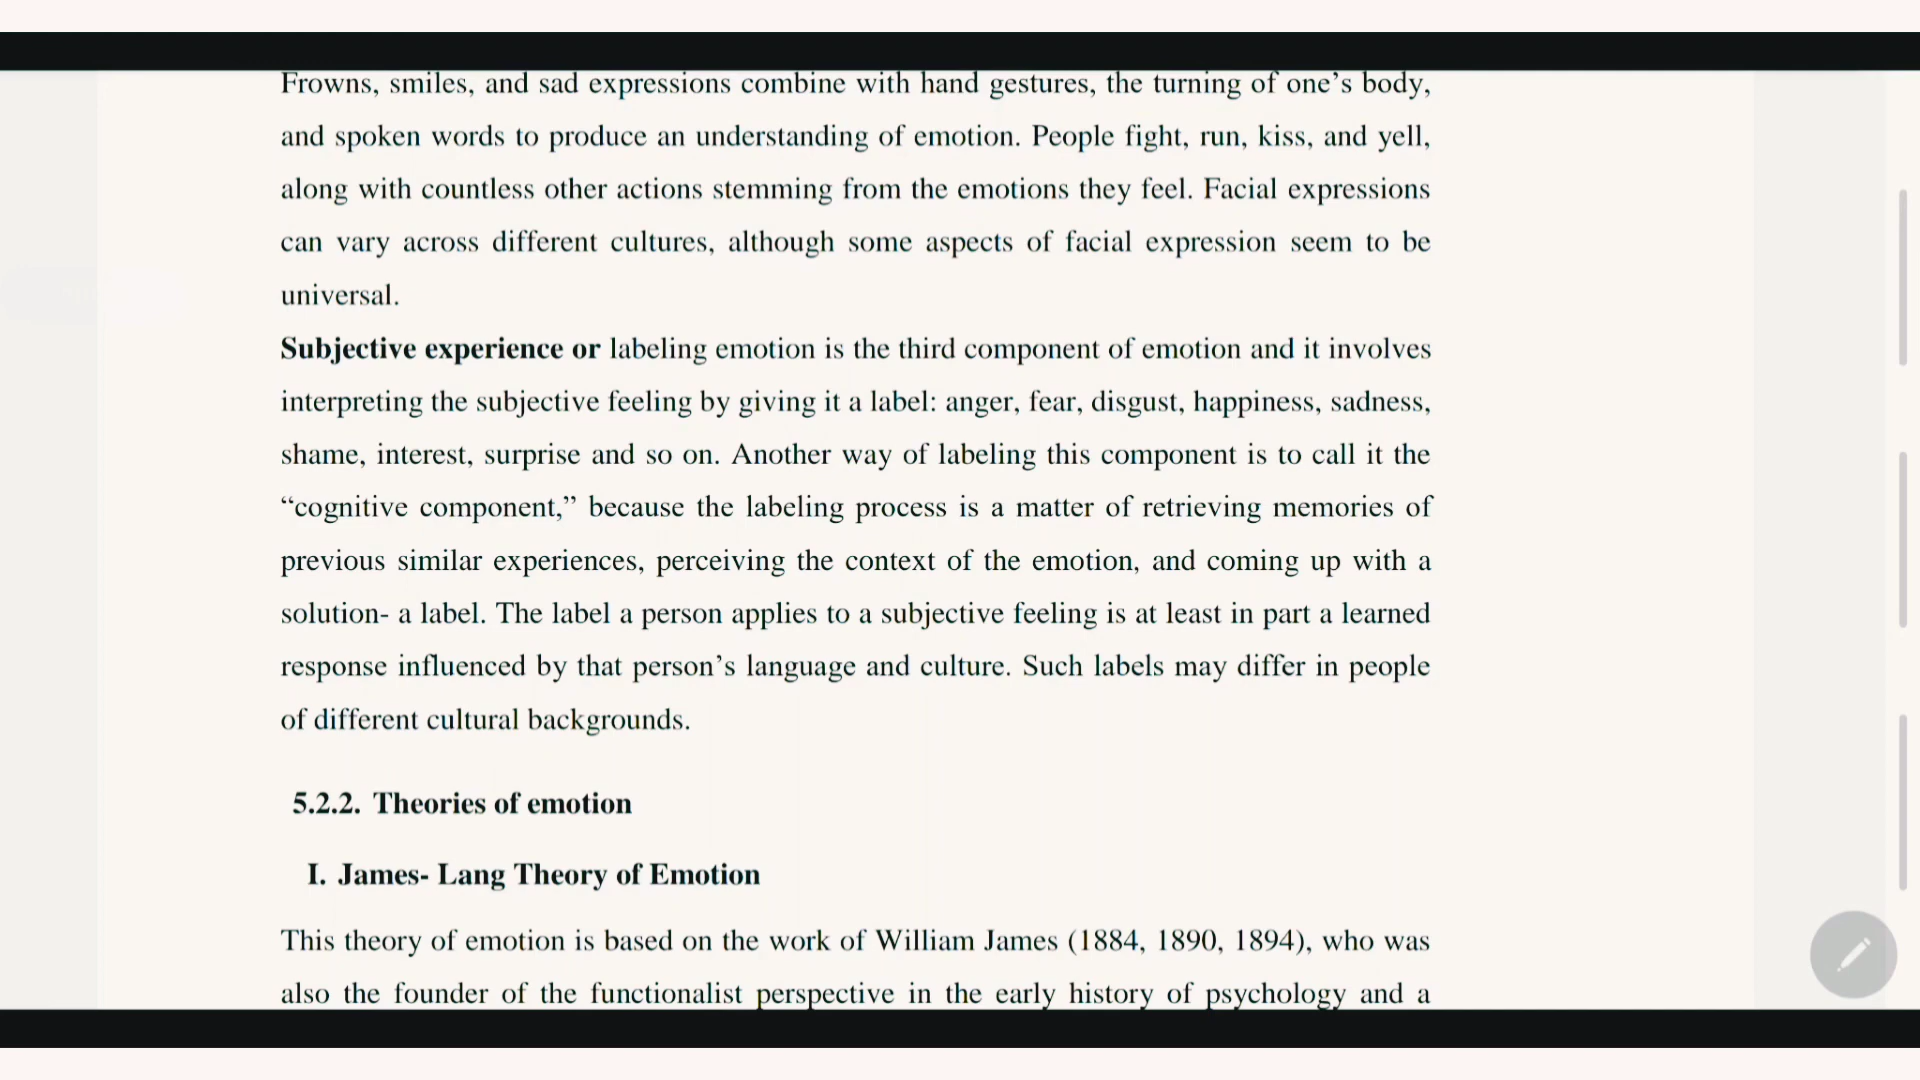 Frowns, smiles, and sad expressions combine with hand gestures, the turning of one’s body,
and spoken words to produce an understanding of emotion. People fight, run, kiss, and yell,
along with countless other actions stemming from the emotions they feel. Facial expressions
can vary across different cultures, although some aspects of facial expression seem to be
universal.
Subjective experience or labeling emotion is the third component of emotion and it involves
interpreting the subjective feeling by giving it a label: anger, fear, disgust, happiness, sadness,
shame, interest, surprise and so on. Another way of labeling this component is to call it the
“cognitive component,” because the labeling process is a matter of retrieving memories of
previous similar experiences, perceiving the context of the emotion, and coming up with a
solution- a label. The label a person applies to a subjective feeling is at least in part a learned
response influenced by that person’s language and culture. Such labels may differ in people
of different cultural backgrounds.
5.2.2. Theories of emotion
I. James- Lang Theory of Emotion
This theory of emotion is based on the work of William James (1884, 1890, 1894), who was
also the founder of the functionalist perspective in the early history of psychology and a